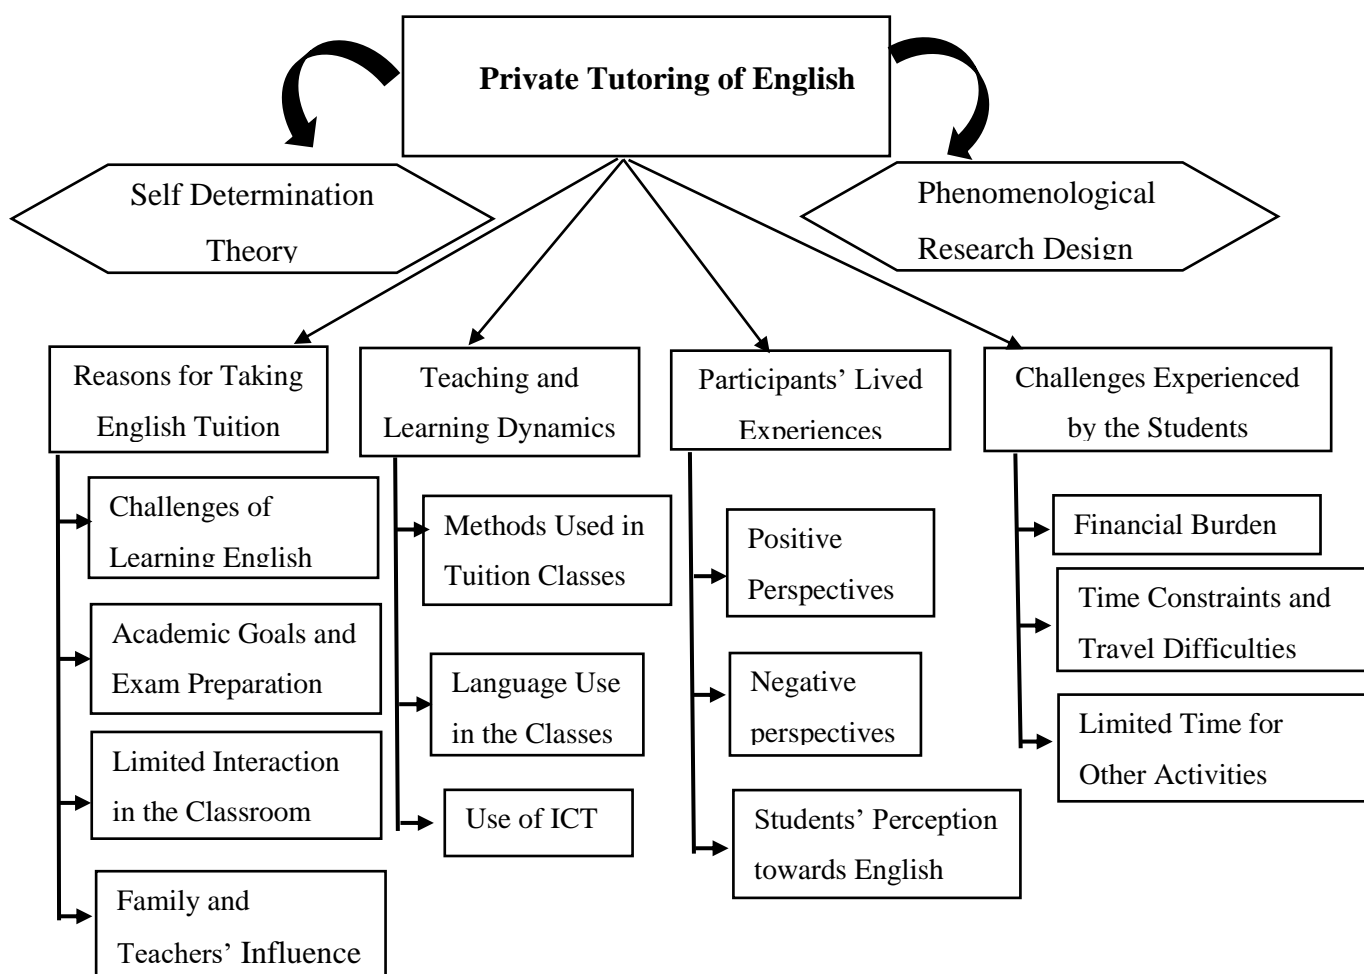 Private Tutoring of English
Self Determination
Theory
Phenomenological
Research Design
Reasons for Taking
English Tuition
Challenges of
Learning English
Academic Goals and
Exam Preparation
Limited Interaction
in the Classroom
Family and
Teachers’ Influence
Teaching and
Learning Dynamics
Methods Used in
Tuition Classes
Language Use
in the Classes
Use of ICT
Participants’ Lived
Experiences
Positive
Perspectives
Negative
perspectives
Students’ Perception
towards English
Challenges Experienced
by the Students
Financial Burden
Time Constraints and
Travel Difficulties
Limited Time for
Other Activities